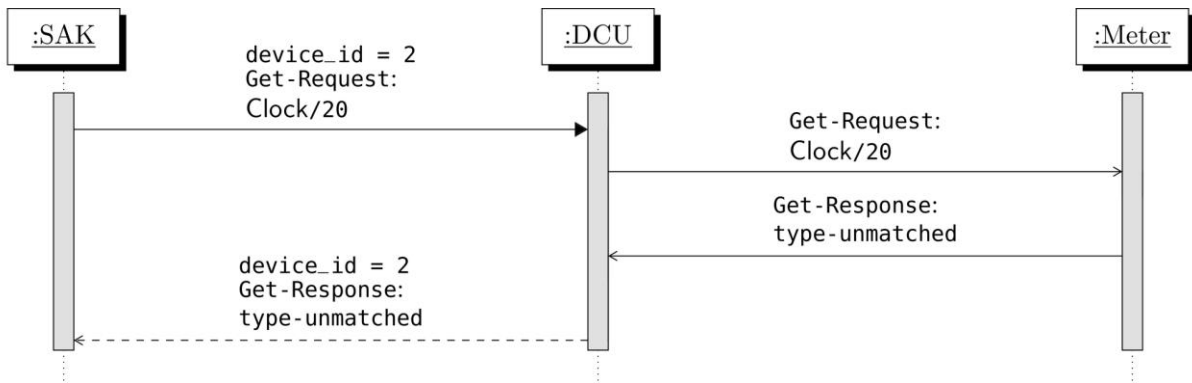 :SAK
:DCU
:Meter
device_id = 2
Get-Request:
Clock/20
Get-Request:
Clock/20
Get-Response:
type-unmatched
device_id = 2
Get-Response:
type-unmatched